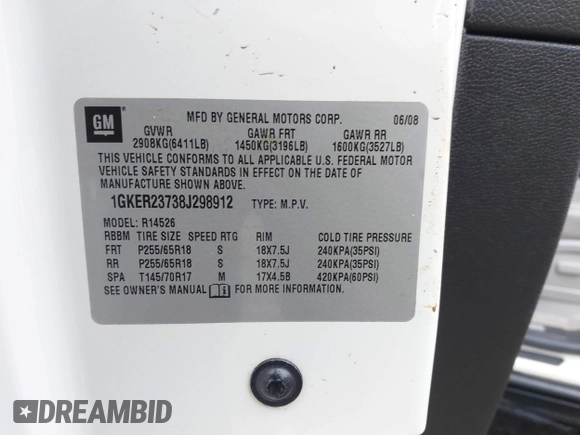 GM
MFD BY GENERAL MOTORS CORP. 06/08
GVWR GAWR FRT GAWR RR
2908KG(6411LB) 1450KG(3196LB) 1600KG(3527LB)
THIS VEHICLE CONFORMS TO ALL APPLICABLE U.S. FEDERAL MOTOR
VEHICLE SAFETY STANDARDS IN EFFECT ON THE DATE OF
MANUFACTURE SHOWN ABOVE.
1GKER23738J298912 TYPE: M.P.V.
MODEL: R14526
RBBM TIRE SIZE SPEED RTG RIM COLD TIRE PRESSURE
FRT P255/65R18 S 18X7.5J 240KPA(35PSI)
RR P255/65R18 S 18X7.5J 240KPA(35PSI)
SPA T145/70R17 M 17X4.5B 420KPA(60PSI)
SEE OWNER'S MANUAL FOR MORE INFORMATION.
DREAMBID